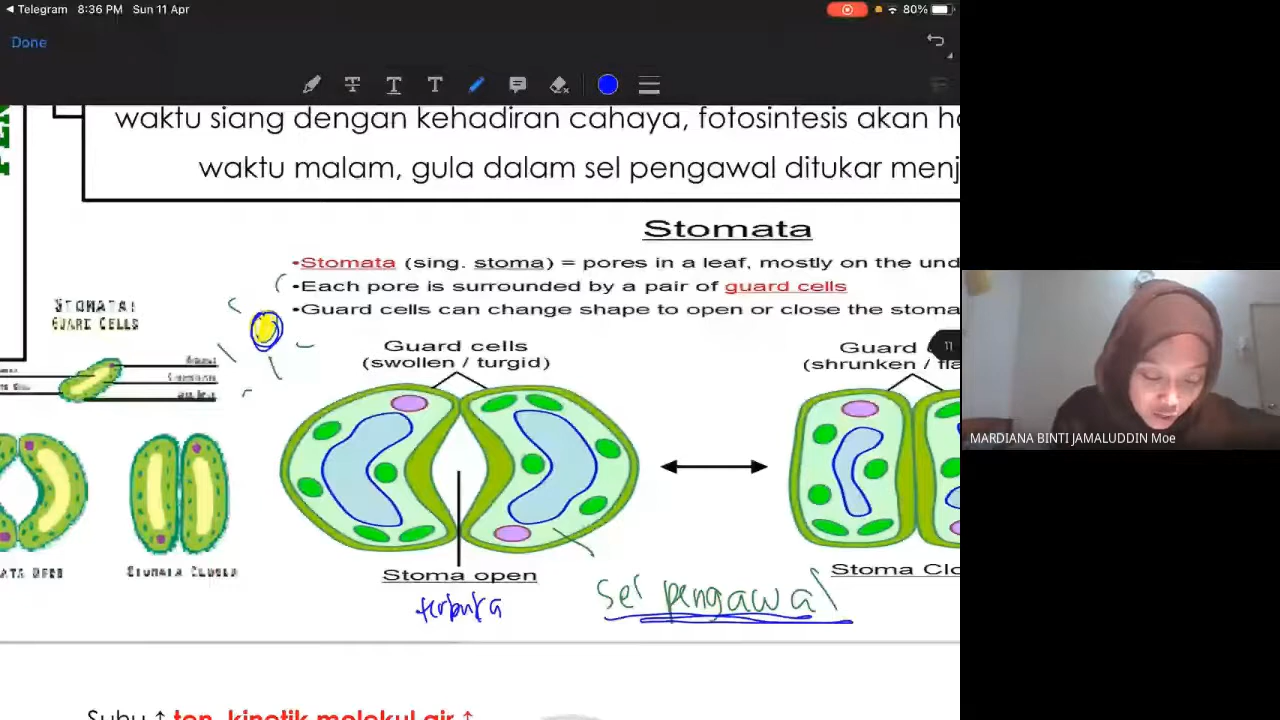 Telegram 8:36 PM Sun 11 Apr
80%
Done
waktu siang dengan kehadiran cahaya, fotosintesis akan
waktu malam, gula dalam sel pengawal ditukar menj
Stomata
•Stomata (sing. stoma) = pores in a leaf, mostly on the und
•Each pore is surrounded by a pair of guard cells
•Guard cells can change shape to open or close the stoma
STOMATA:
GUARD CELLS
Guard cells
(swollen / turgid)
Guard
(shrunken / fla
11
MARDIANA BINTI JAMALUDDIN Moe
STOMATA CLOSED
Stoma open
Stoma Clo
terbuka
sel pengawal
Suhu ↑ ten. kinetik molekul air ↑